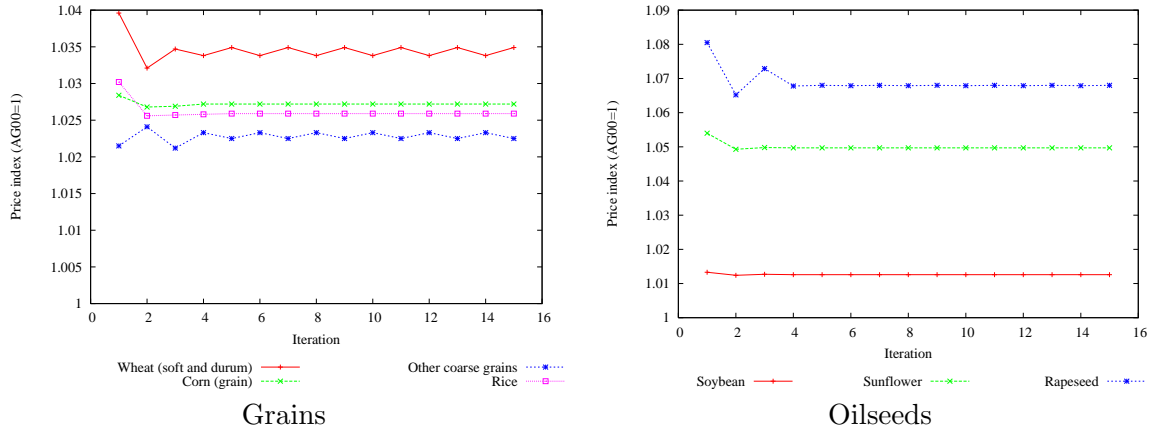 Price index (AG00=1)
1.04
1.035
1.03
1.025
1.02
1.015
1.01
1.005
1
0 2 4 6 8 10 12 14 16
Iteration
Wheat (soft and durum)
Corn (grain)
Other coarse grains
Rice
Grains
Price index (AG00=1)
1.09
1.08
1.07
1.06
1.05
1.04
1.03
1.02
1.01
1
0 2 4 6 8 10 12 14 16
Iteration
Soybean Sunflower Rapeseed
Oilseeds